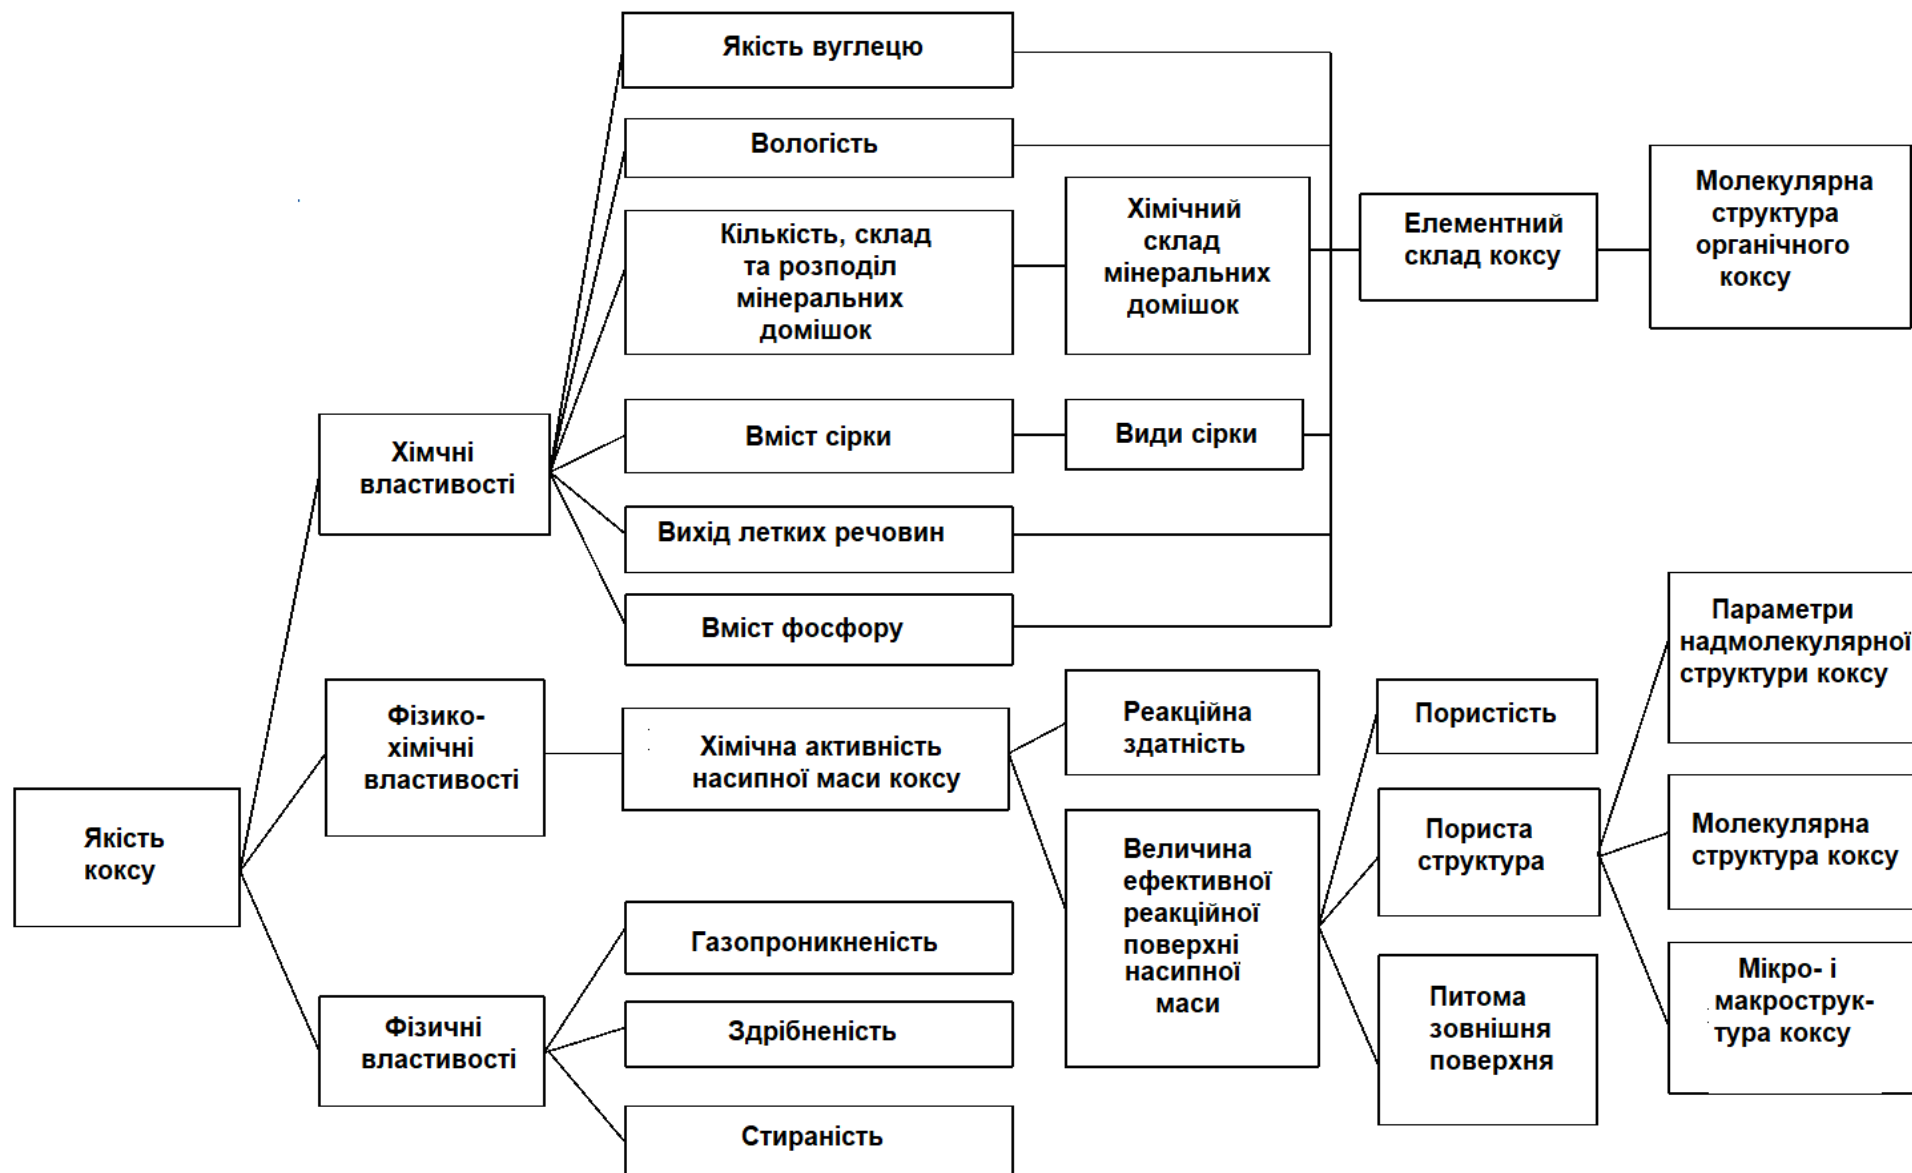 Якість вуглецю
Вологість
Кількість, склад
та розподіл
мінеральних
домішок
Хімічний
склад
мінеральних
домішок
Елементний
склад коксу
Молекулярна
структура
органічного
коксу
Хімчні
властивості
Вміст сірки
Види сірки
Вихід летких речовин
Вміст фосфору
Фізико-
хімічні
властивості
Хімічна активність
насипної маси коксу
Реакційна
здатність
Пористість
Параметри
надмолекулярної
структури коксу
Якість
коксу
Величина
ефективної
реакційної
поверхні
насипної
маси
Пориста
структура
Молекулярна
структура коксу
Газопроникненість
Здрібненість
Питома
зовнішня
поверхня
Мікро- і
макрострук-
тура коксу
Фізичні
властивості
Стираність